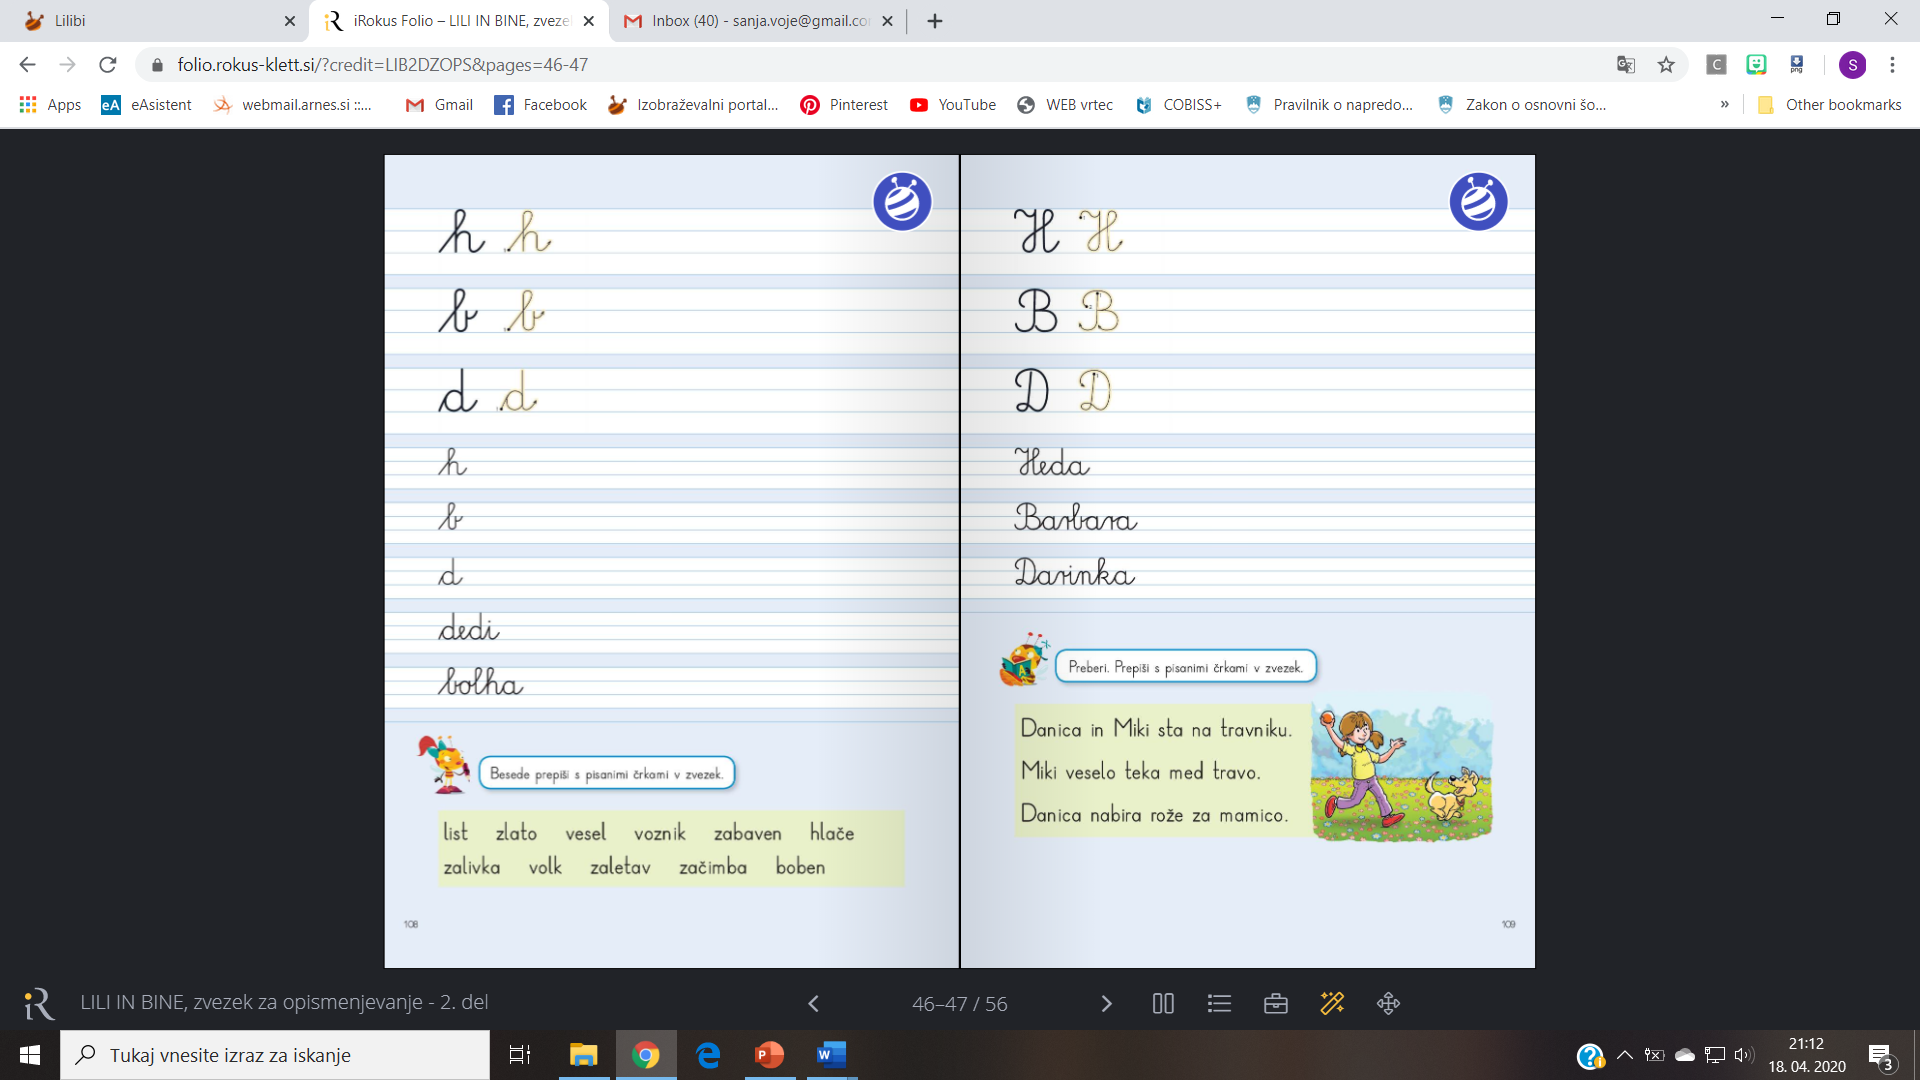 Lilibi
iRokus Folio – LILI IN BINE, zveze
Inbox (40) - sanja.voje@gmail.co
folio.rokus-klett.si/?credit=LIB2DZOPS&pages=46-47
Apps eAsistent webmail.arnes.si ::... Gmail Facebook Izobraževalni portal... Pinterest YouTube WEB vrtec COBISS+ Pravilnik o napredo... Zakon o osnovni šo... » Other bookmarks
h h
b b
d d
h
b
d
dedi
bolha
Besede prepiši s pisanimi črkami v zvezek.
list zlato vesel voznik zabaven hlače
zalivka volk zaletav začimba boben
108
H H
B B
D D
Heda
Barbara
Darinka
Preberi. Prepiši s pisanimi črkami v zvezek.
Danica in Miki sta na travniku.
Miki veselo teka med travo.
Danica nabira rože za mamico.
109
iR LILI IN BINE, zvezek za opismenjevanje - 2. del
46–47 / 56
Tukaj vnesite izraz za iskanje
21:12
18. 04. 2020
3